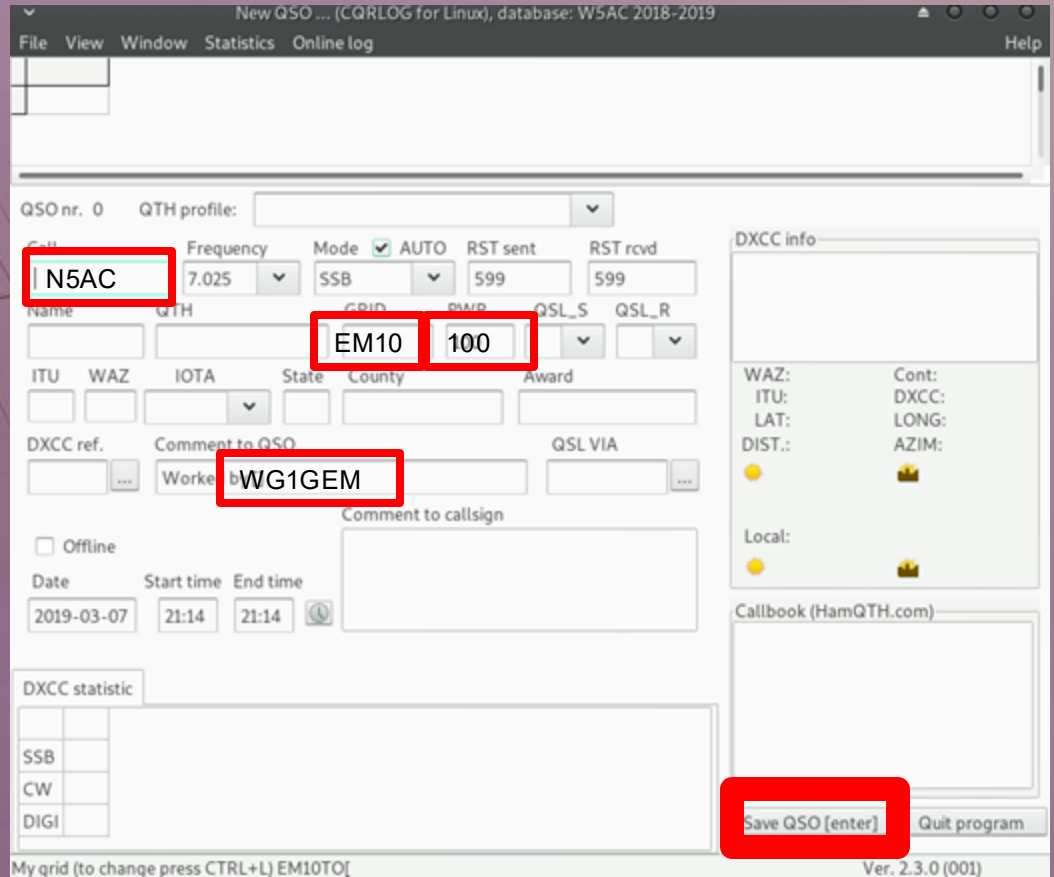 New QSO ... (CQRLOG for Linux), database: W5AC 2018-2019
File View Window Statistics Online log Help
QSO nr. 0 QTH profile:
Call Frequency Mode AUTO RST sent RST rcvd
N5AC 7.025 SSB 599 599
Name QTH GRID PWR QSL_S QSL_R
EM10 100
ITU WAZ IOTA State County Award
DXCC ref. Comment to QSO QSL VIA
... Worked WG1GEM ...
Comment to callsign
Offline
Date Start time End time
2019-03-07 21:14 21:14
DXCC info
WAZ: Cont:
ITU: DXCC:
LAT: LONG:
DIST.: AZIM:
Local:
Callbook (HamQTH.com)
DXCC statistic
SSB
CW
DIGI
Save QSO [enter] Quit program
My grid (to change press CTRL+L) EM10TO[ Ver. 2.3.0 (001)